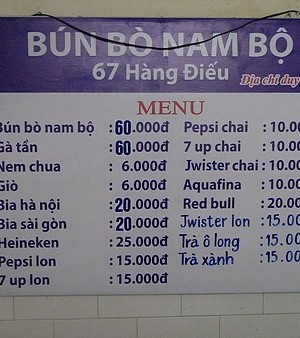 BÚN BÒ NAM BỘ
67 Hàng Điếu
Địa chỉ duy
MENU
Bún bò nam bộ : 60.000đ
Gà tần : 60.000đ
Nem chua : 6.000đ
Giò : 6.000đ
Bia hà nội : 20.000đ
Bia sài gòn : 20.000đ
Heineken : 25.000đ
Pepsi lon : 15.000đ
7 up lon : 15.000đ
Pepsi chai : 10.00
7 up chai : 10.00
Jwister chai : 10.00
Aquafina : 10.00
Red bull : 20.00
Jwister lon : 15.00
Trà ô long : 15.000
Trà xành : 15.00